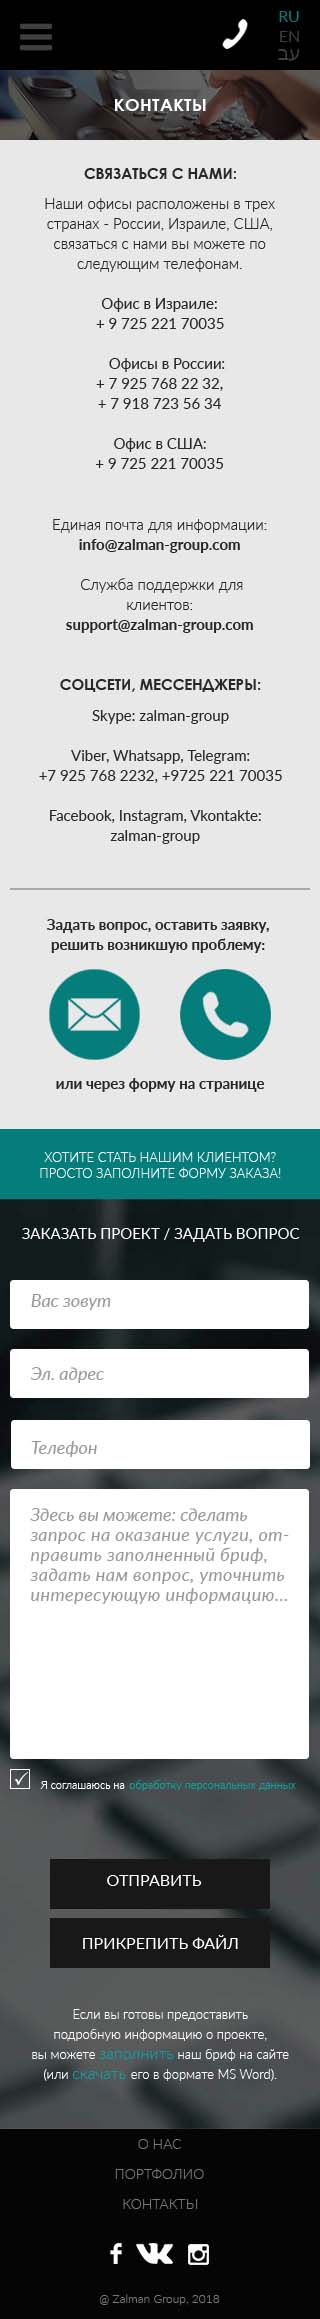 RU
EN
עב
КОНТАКТЫ
СВЯЗАТЬСЯ С НАМИ:
Наши офисы расположены в трех
странах - России, Израиле, США,
связаться с нами вы можете по
следующим телефонам.
Офис в Израиле:
+ 9 725 221 70035
Офисы в России:
+ 7 925 768 22 32,
+ 7 918 723 56 34
Офис в США:
+ 9 725 221 70035
Единая почта для информации:
info@zalman-group.com
Служба поддержки для
клиентов:
support@zalman-group.com
СОЦСЕТИ, МЕССЕНДЖЕРЫ:
Skype: zalman-group
Viber, Whatsapp, Telegram:
+7 925 768 2232, +9725 221 70035
Facebook, Instagram, Vkontakte:
zalman-group
Задать вопрос, оставить заявку,
решить возникшую проблему:
или через форму на странице
ХОТИТЕ СТАТЬ НАШИМ КЛИЕНТОМ?
ПРОСТО ЗАПОЛНИТЕ ФОРМУ ЗАКАЗА!
ЗАКАЗАТЬ ПРОЕКТ / ЗАДАТЬ ВОПРОС
Вас зовут
Эл. адрес
Телефон
Здесь вы можете: сделать
запрос на оказание услуги, от-
править заполненный бриф,
задать нам вопрос, уточнить
интересующую информацию...
Я соглашаюсь на обработку персональных данных
ОТПРАВИТЬ
ПРИКРЕПИТЬ ФАЙЛ
Если вы готовы предоставить
подробную информацию о проекте,
вы можете заполнить наш бриф на сайте
(или скачать его в формате MS Word).
О НАС
ПОРТФОЛИО
КОНТАКТЫ
@ Zalman Group, 2018